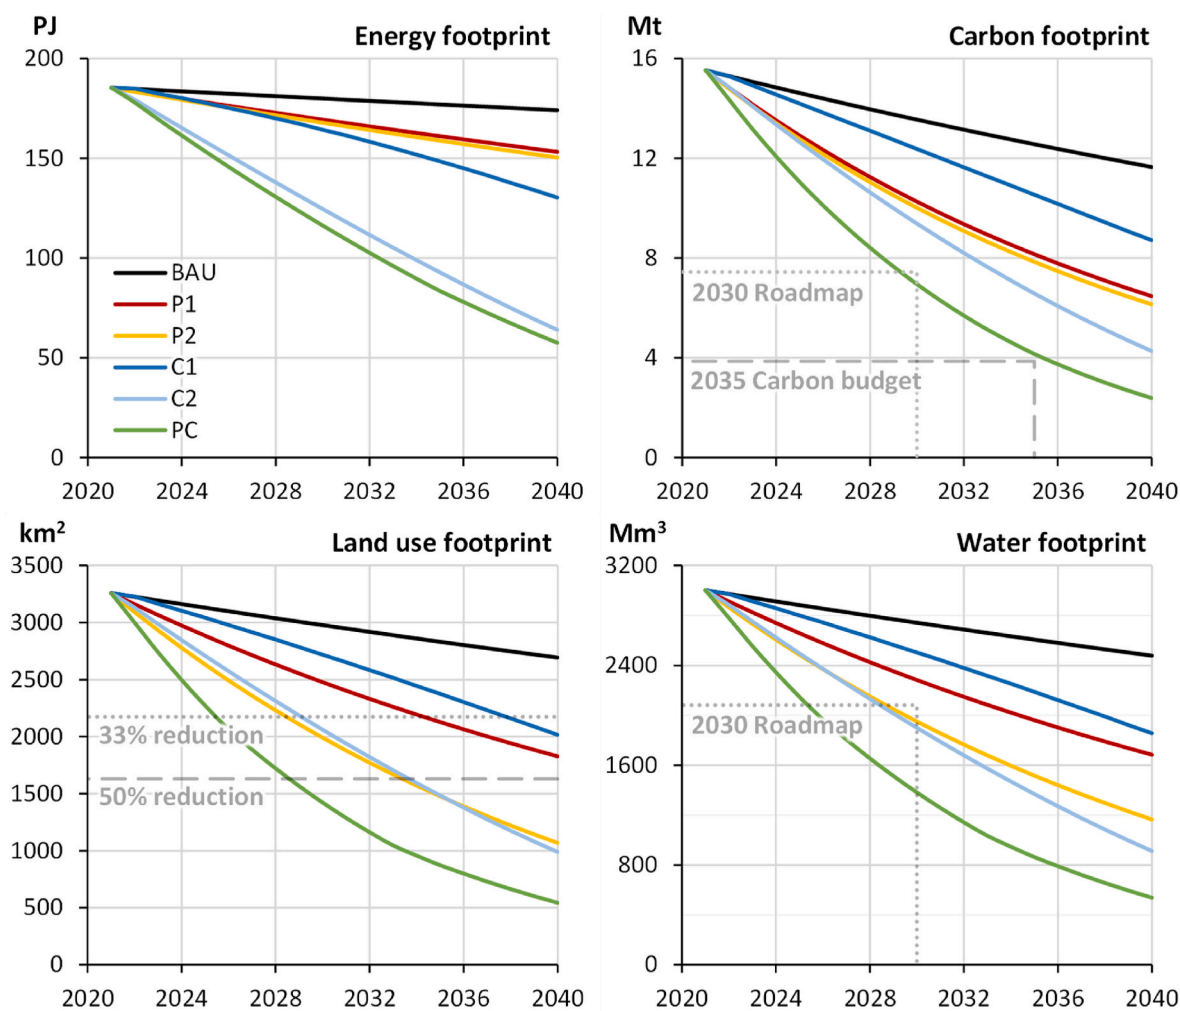 PJ
Energy footprint
200
150
100
50
0
BAU
P1
P2
C1
C2
PC
2020 2024 2028 2032 2036 2040
Mt
Carbon footprint
16
12
8
4
0
2030 Roadmap
2035 Carbon budget
2020 2024 2028 2032 2036 2040
km²
Land use footprint
3500
3000
2500
2000
1500
1000
500
0
33% reduction
50% reduction
2020 2024 2028 2032 2036 2040
Mm³
Water footprint
3200
2400
1600
800
0
2030 Roadmap
2020 2024 2028 2032 2036 2040